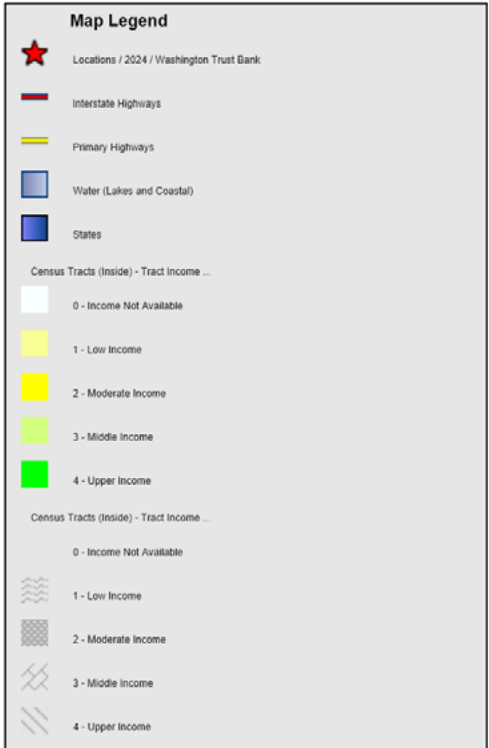 Map Legend
Locations / 2024 / Washington Trust Bank
Interstate Highways
Primary Highways
Water (Lakes and Coastal)
States
Census Tracts (Inside) - Tract Income ...
0 - Income Not Available
1 - Low Income
2 - Moderate Income
3 - Middle Income
4 - Upper Income
Census Tracts (Inside) - Tract Income ...
0 - Income Not Available
1 - Low Income
2 - Moderate Income
3 - Middle Income
4 - Upper Income